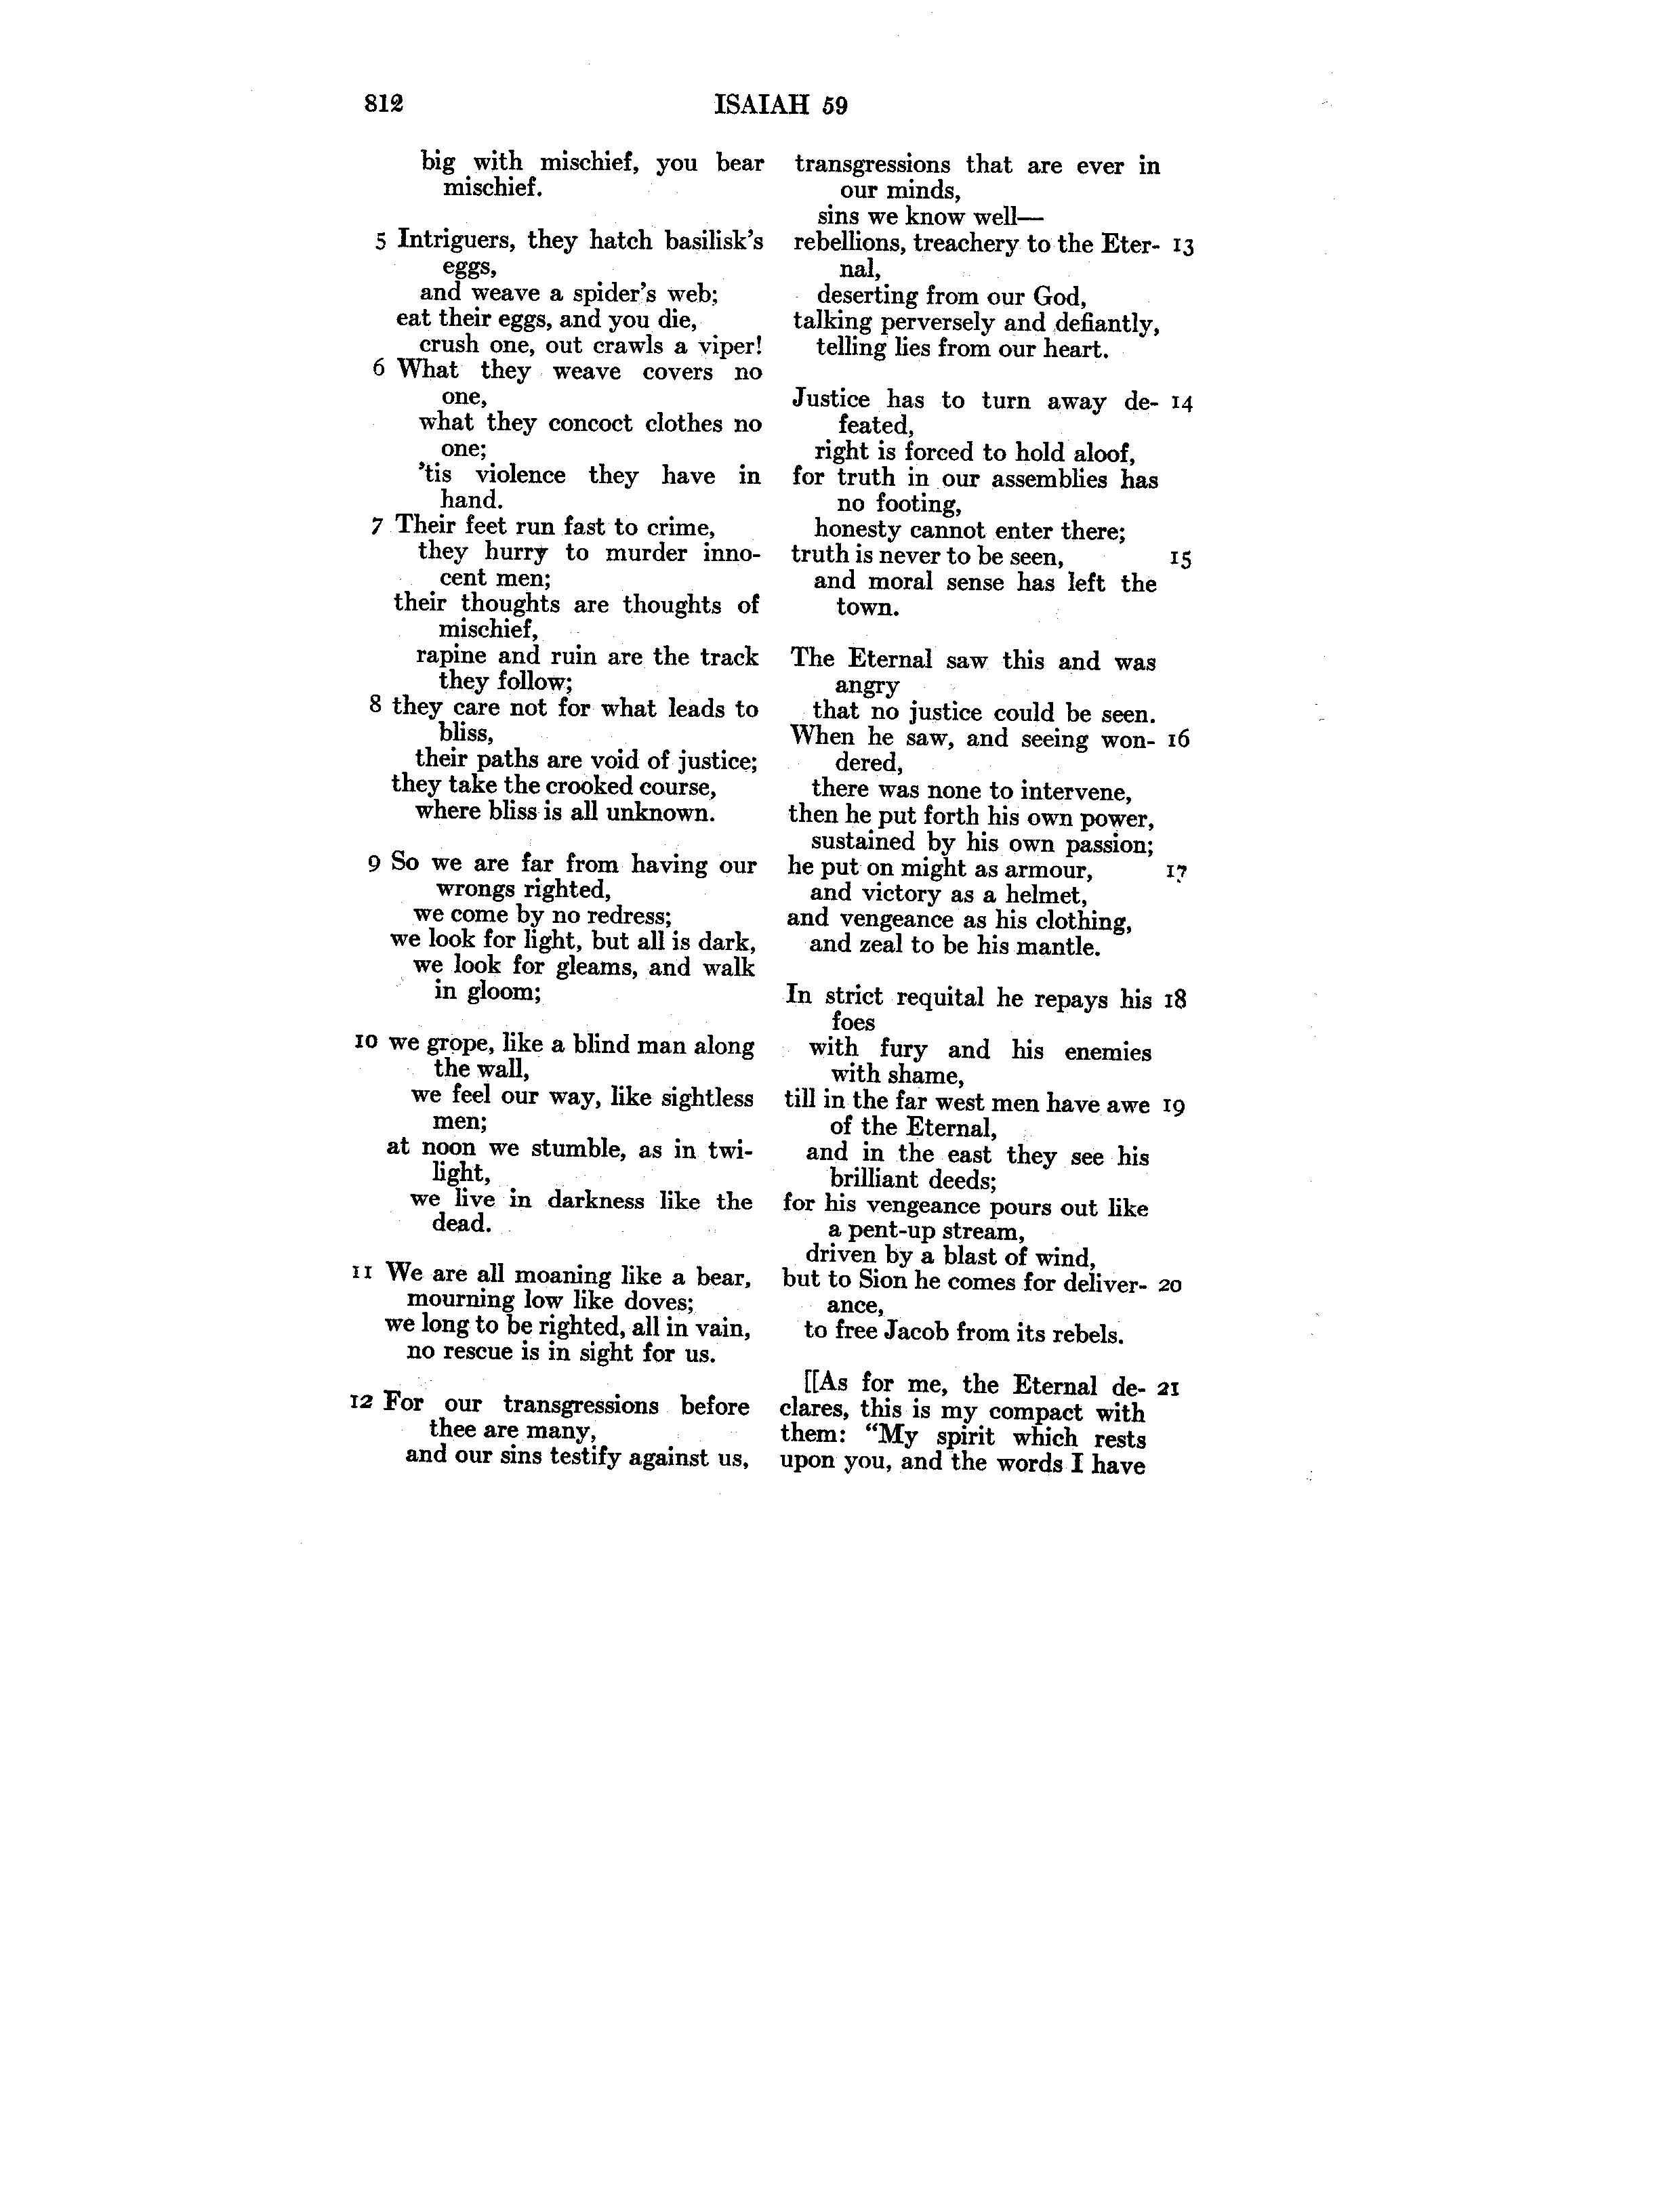 812
ISAIAH 59
big with mischief, you bear
mischief.
5 Intriguers, they hatch basilisk's
eggs,
and weave a spider's web;
eat their eggs, and you die,
crush one, out crawls a viper!
6 What they weave covers no
one,
what they concoct clothes no
one;
'tis violence they have in
hand.
7 Their feet run fast to crime,
they hurry to murder inno-
cent men;
their thoughts are thoughts of
mischief,
rapine and ruin are the track
they follow;
8 they care not for what leads to
bliss,
their paths are void of justice;
they take the crooked course,
where bliss is all unknown.
9 So we are far from having our
wrongs righted,
we come by no redress;
we look for light, but all is dark,
we look for gleams, and walk
in gloom;
10 we grope, like a blind man along
the wall,
we feel our way, like sightless
men;
at noon we stumble, as in twi-
light,
we live in darkness like the
dead.
11 We are all moaning like a bear,
mourning low like doves;
we long to be righted, all in vain,
no rescue is in sight for us.
12 For our transgressions before
thee are many,
and our sins testify against us,
transgressions that are ever in
our minds,
sins we know well—
rebellions, treachery to the Eter- 13
nal,
deserting from our God,
talking perversely and defiantly,
telling lies from our heart.
Justice has to turn away de- 14
feated,
right is forced to hold aloof,
for truth in our assemblies has
no footing,
honesty cannot enter there;
truth is never to be seen, 15
and moral sense has left the
town.
The Eternal saw this and was
angry
that no justice could be seen.
When he saw, and seeing won- 16
dered,
there was none to intervene,
then he put forth his own power,
sustained by his own passion;
he put on might as armour, 17
and victory as a helmet,
and vengeance as his clothing,
and zeal to be his mantle.
In strict requital he repays his 18
foes
with fury and his enemies
with shame,
till in the far west men have awe 19
of the Eternal,
and in the east they see his
brilliant deeds;
for his vengeance pours out like
a pent-up stream,
driven by a blast of wind,
but to Sion he comes for deliver- 20
ance,
to free Jacob from its rebels.
[[As for me, the Eternal de- 21
clares, this is my compact with
them: “My spirit which rests
upon you, and the words I have